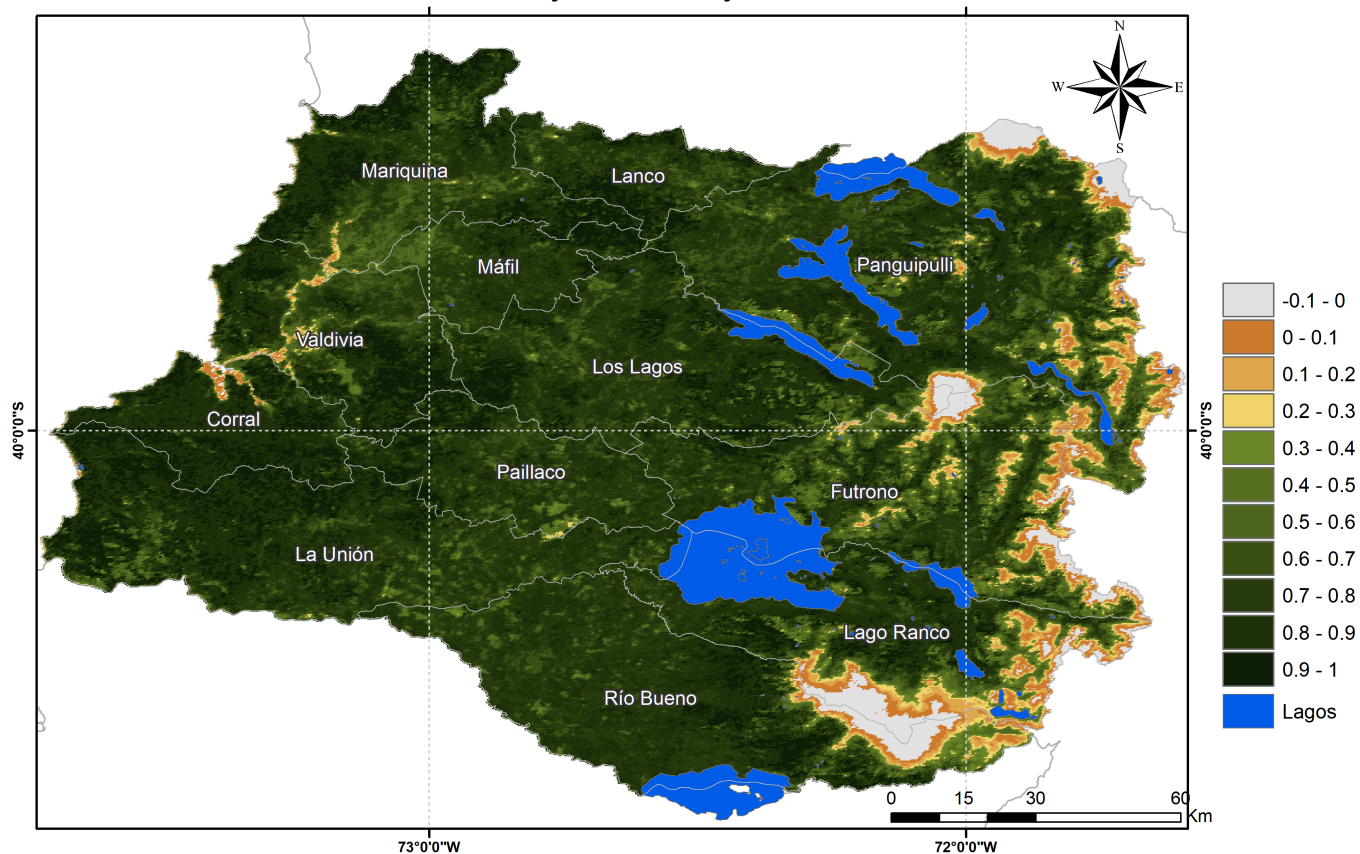 N
W
E
S
Mariquina
Lanco
Máfil
Panguipulli
Valdivia
Los Lagos
Corral
Paillaco
Futrono
La Unión
Lago Ranco
Río Bueno
40°0'0"S
40°0'0"S
73°0'0"W
72°0'0"W
0 15 30 60
Km
-0.1 - 0
0 - 0.1
0.1 - 0.2
0.2 - 0.3
0.3 - 0.4
0.4 - 0.5
0.5 - 0.6
0.6 - 0.7
0.7 - 0.8
0.8 - 0.9
0.9 - 1
Lagos